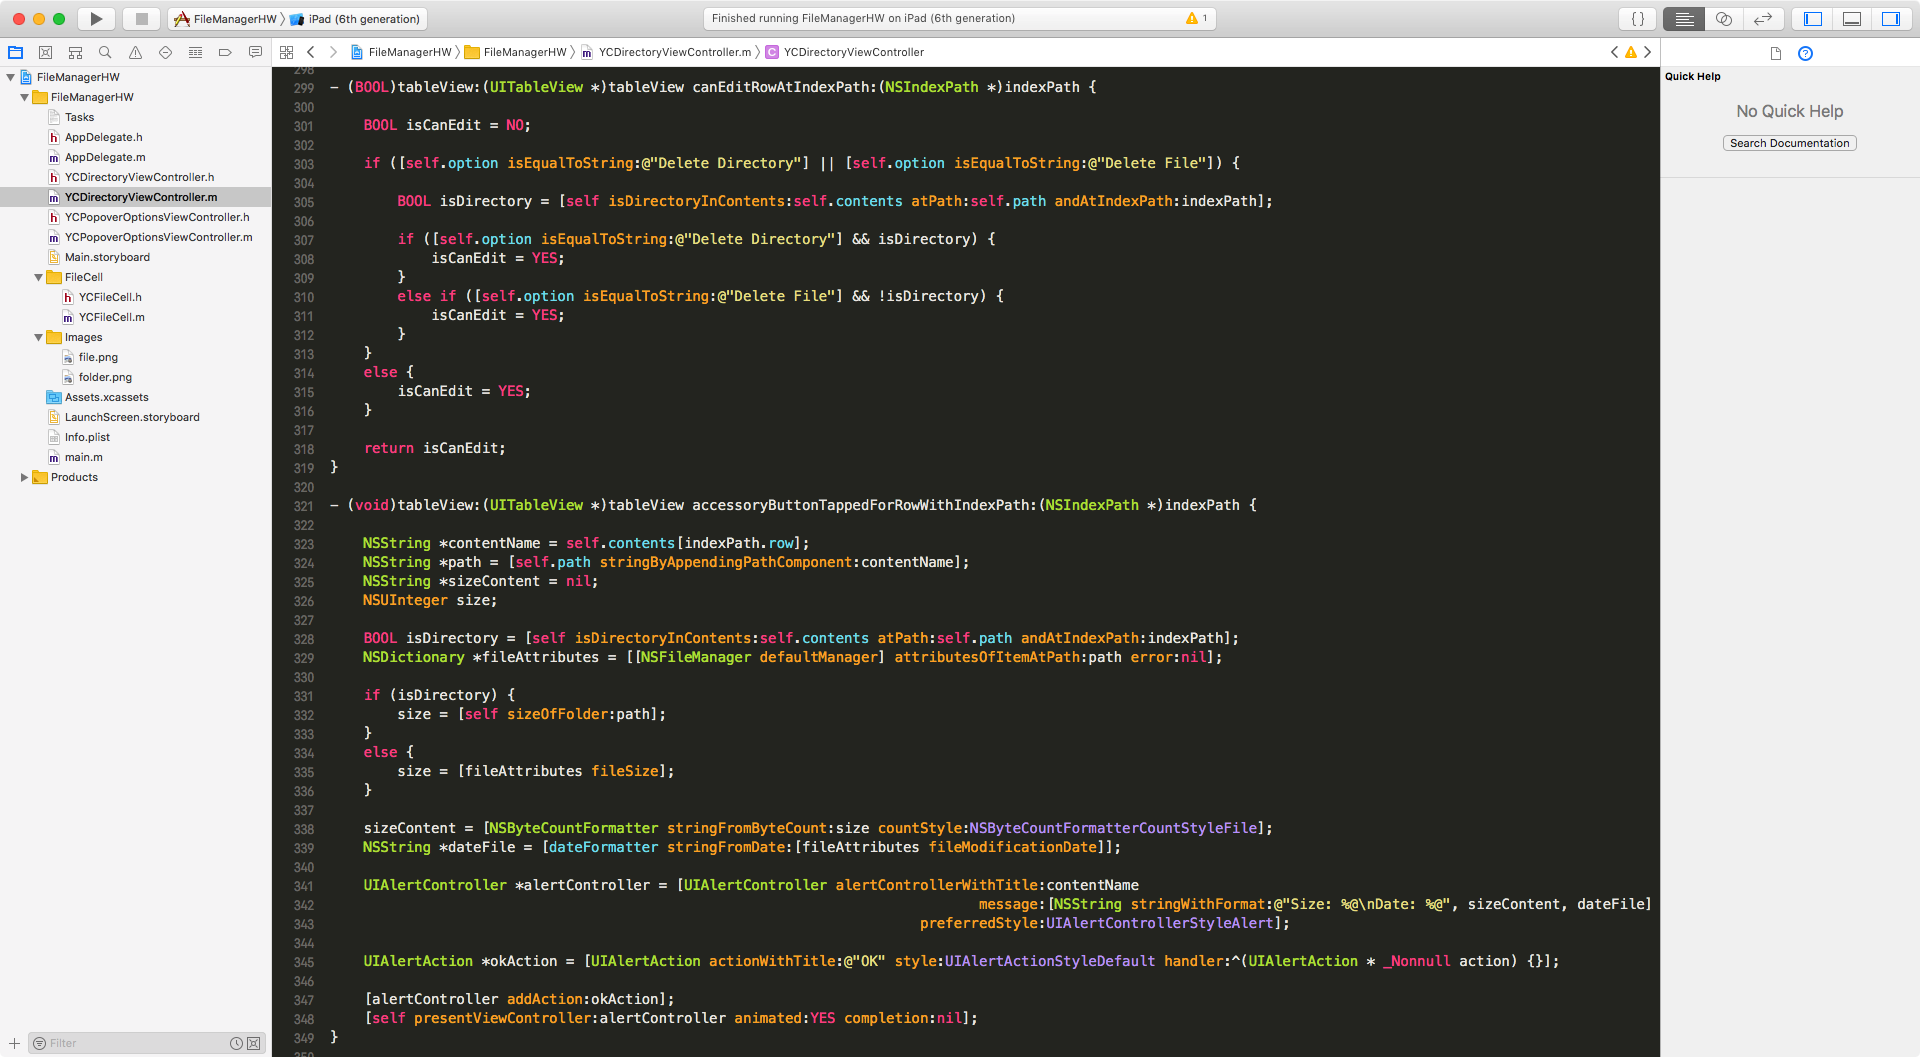 FileManagerHW 〉 iPad (6th generation)
Finished running FileManagerHW on iPad (6th generation)
1
{ }
FileManagerHW 〉 FileManagerHW 〉 YCDirectoryViewController.m 〉 C YCDirectoryViewController
FileManagerHW
FileManagerHW
Tasks
h AppDelegate.h
m AppDelegate.m
h YCDirectoryViewController.h
m YCDirectoryViewController.m
h YCPopoverOptionsViewController.h
m YCPopoverOptionsViewController.m
Main.storyboard
FileCell
h YCFileCell.h
m YCFileCell.m
Images
file.png
folder.png
Assets.xcassets
LaunchScreen.storyboard
Info.plist
m main.m
Products
Filter
298
299 - (BOOL)tableView:(UITableView *)tableView canEditRowAtIndexPath:(NSIndexPath *)indexPath {
300
301     BOOL isCanEdit = NO;
302
303     if ([self.option isEqualToString:@"Delete Directory"] || [self.option isEqualToString:@"Delete File"]) {
304
305         BOOL isDirectory = [self isDirectoryInContents:self.contents atPath:self.path andAtIndexPath:indexPath];
306
307         if ([self.option isEqualToString:@"Delete Directory"] && isDirectory) {
308             isCanEdit = YES;
309         }
310         else if ([self.option isEqualToString:@"Delete File"] && !isDirectory) {
311             isCanEdit = YES;
312         }
313     }
314     else {
315         isCanEdit = YES;
316     }
317
318     return isCanEdit;
319 }
320
321 - (void)tableView:(UITableView *)tableView accessoryButtonTappedForRowWithIndexPath:(NSIndexPath *)indexPath {
322
323     NSString *contentName = self.contents[indexPath.row];
324     NSString *path = [self.path stringByAppendingPathComponent:contentName];
325     NSString *sizeContent = nil;
326     NSUInteger size;
327
328     BOOL isDirectory = [self isDirectoryInContents:self.contents atPath:self.path andAtIndexPath:indexPath];
329     NSDictionary *fileAttributes = [[NSFileManager defaultManager] attributesOfItemAtPath:path error:nil];
330
331     if (isDirectory) {
332         size = [self sizeOfFolder:path];
333     }
334     else {
335         size = [fileAttributes fileSize];
336     }
337
338     sizeContent = [NSByteCountFormatter stringFromByteCount:size countStyle:NSByteCountFormatterCountStyleFile];
339     NSString *dateFile = [dateFormatter stringFromDate:[fileAttributes fileModificationDate]];
340
341     UIAlertController *alertController = [UIAlertController alertControllerWithTitle:contentName
342                                           message:[NSString stringWithFormat:@"Size: %@\nDate: %@", sizeContent, dateFile]
343                                           preferredStyle:UIAlertControllerStyleAlert];
344
345     UIAlertAction *okAction = [UIAlertAction actionWithTitle:@"OK" style:UIAlertActionStyleDefault handler:^(UIAlertAction * _Nonnull action) {}];
346
347     [alertController addAction:okAction];
348     [self presentViewController:alertController animated:YES completion:nil];
349 }
350
Quick Help
No Quick Help
Search Documentation